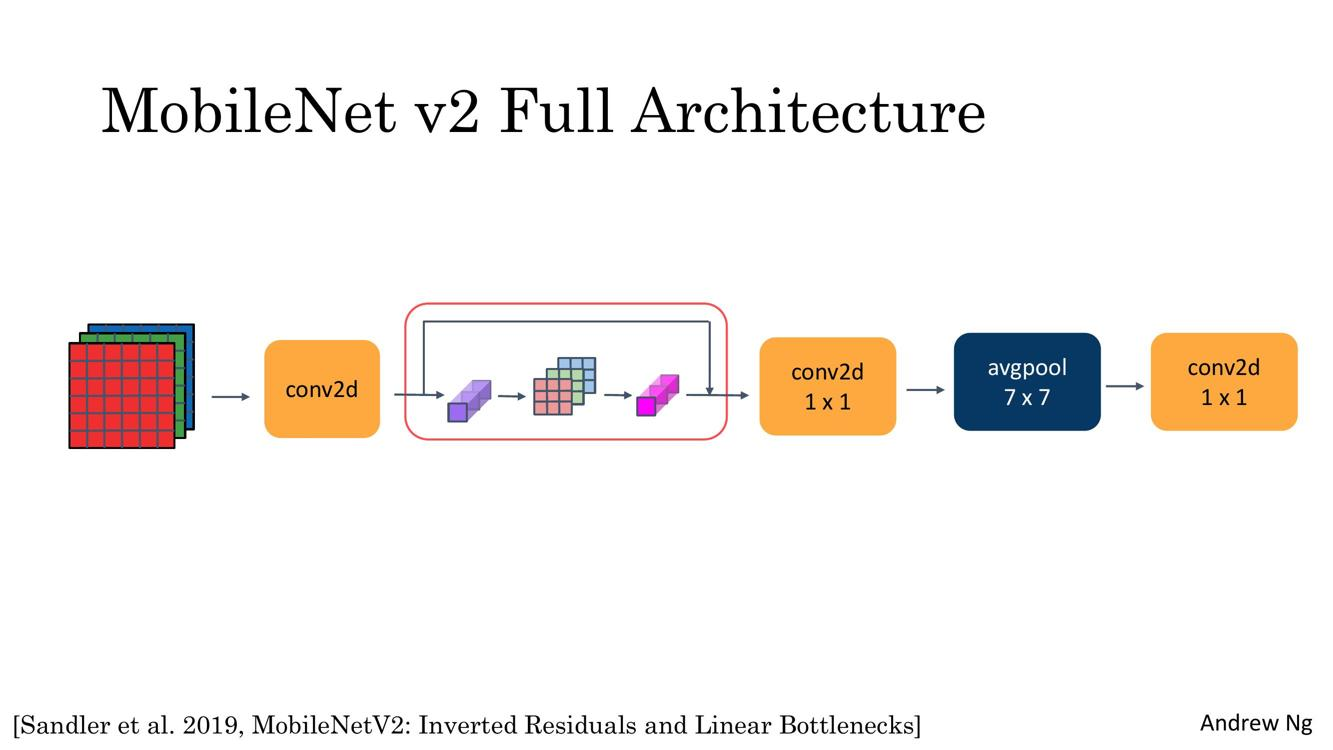 MobileNet v2 Full Architecture
conv2d
conv2d
1 x 1
avgpool
7 x 7
conv2d
1 x 1
[Sandler et al. 2019, MobileNetV2: Inverted Residuals and Linear Bottlenecks]
Andrew Ng